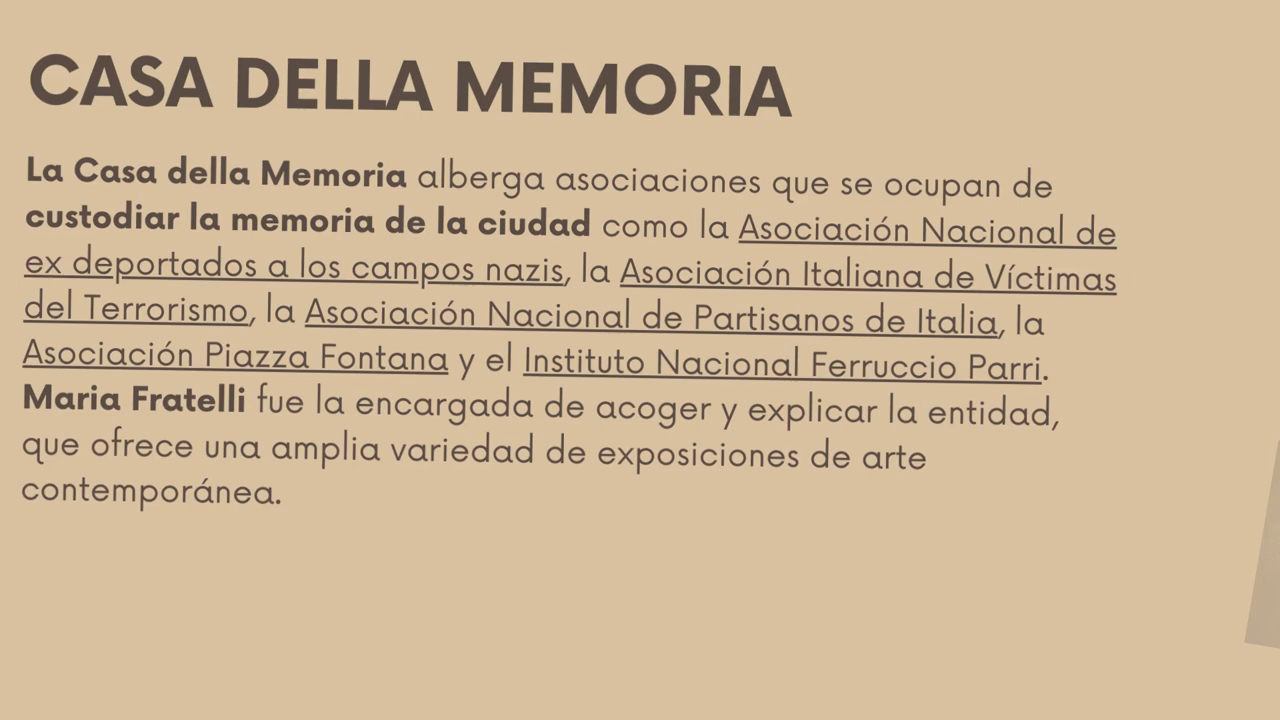 CASA DELLA MEMORIA
La Casa della Memoria alberga asociaciones que se ocupan de
custodiar la memoria de la ciudad como la Asociación Nacional de
ex deportados a los campos nazis, la Asociación Italiana de Víctimas
del Terrorismo, la Asociación Nacional de Partisanos de Italia, la
Asociación Piazza Fontana y el Instituto Nacional Ferruccio Parri.
Maria Fratelli fue la encargada de acoger y explicar la entidad,
que ofrece una amplia variedad de exposiciones de arte
contemporánea.